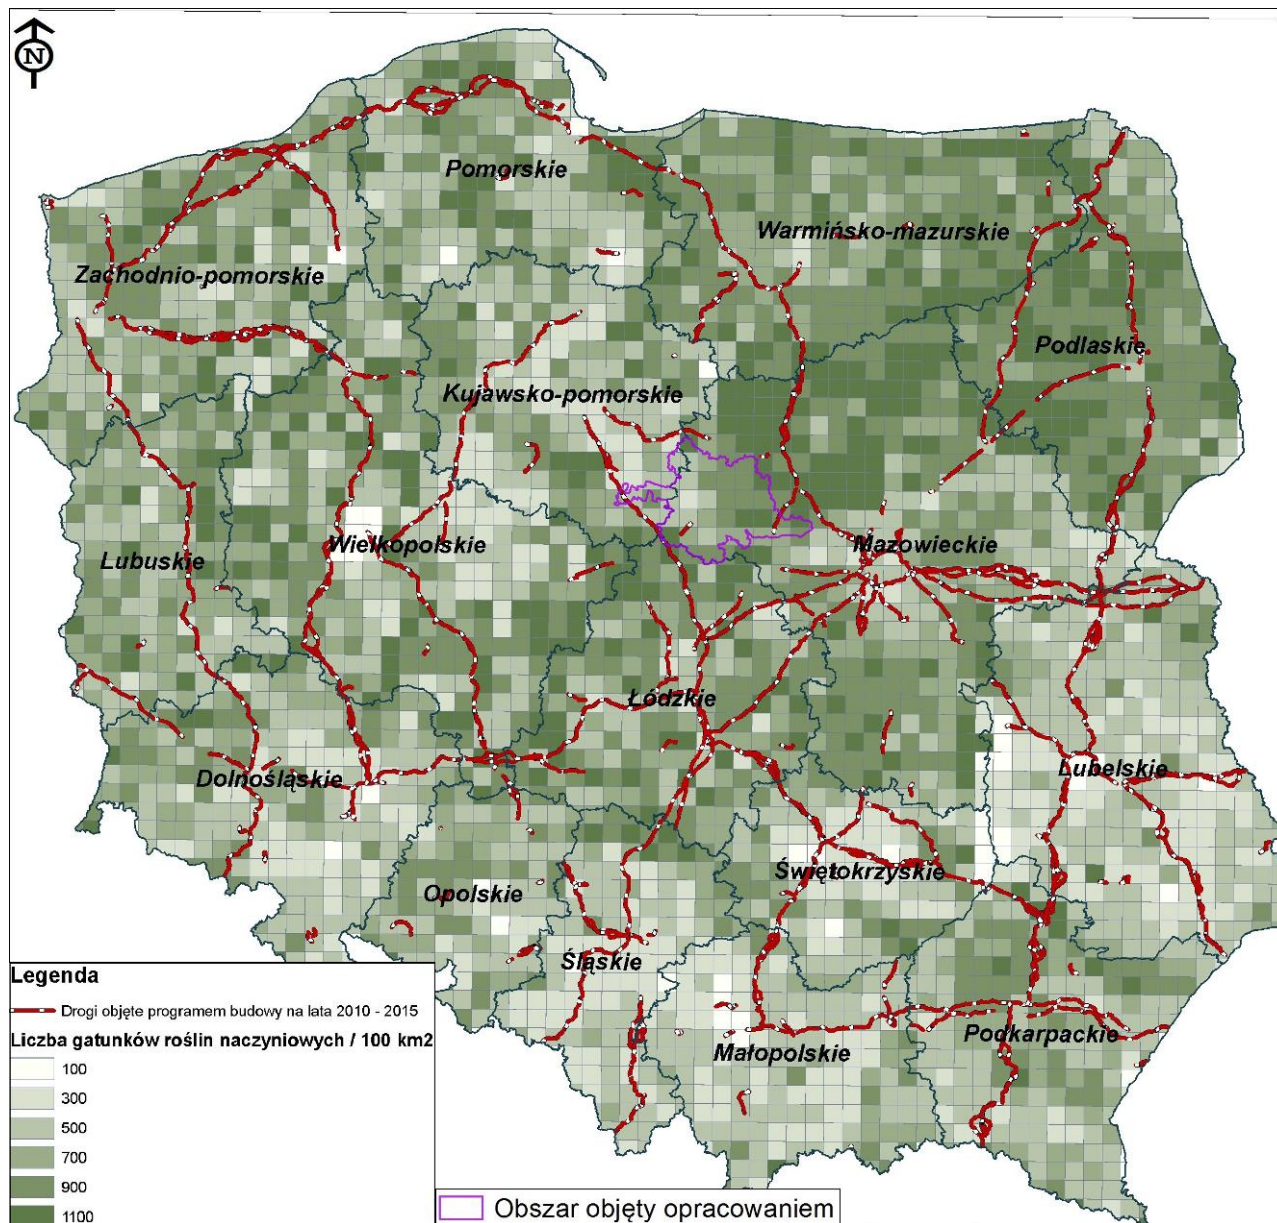 N
Pomorskie
Warmińsko-mazurskie
Zachodnio-pomorskie
Podlaskie
Kujawsko-pomorskie
Wielkopolskie
Mazowieckie
Lubuskie
Łódzkie
Dolnośląskie
Lubelskie
Świętokrzyskie
Opolskie
Śląskie
Podkarpackie
Małopolskie
Legenda
Drogi objęte programem budowy na lata 2010 - 2015
Liczba gatunków roślin naczyniowych / 100 km2
100
300
500
700
900
1100
Obszar objęty opracowaniem